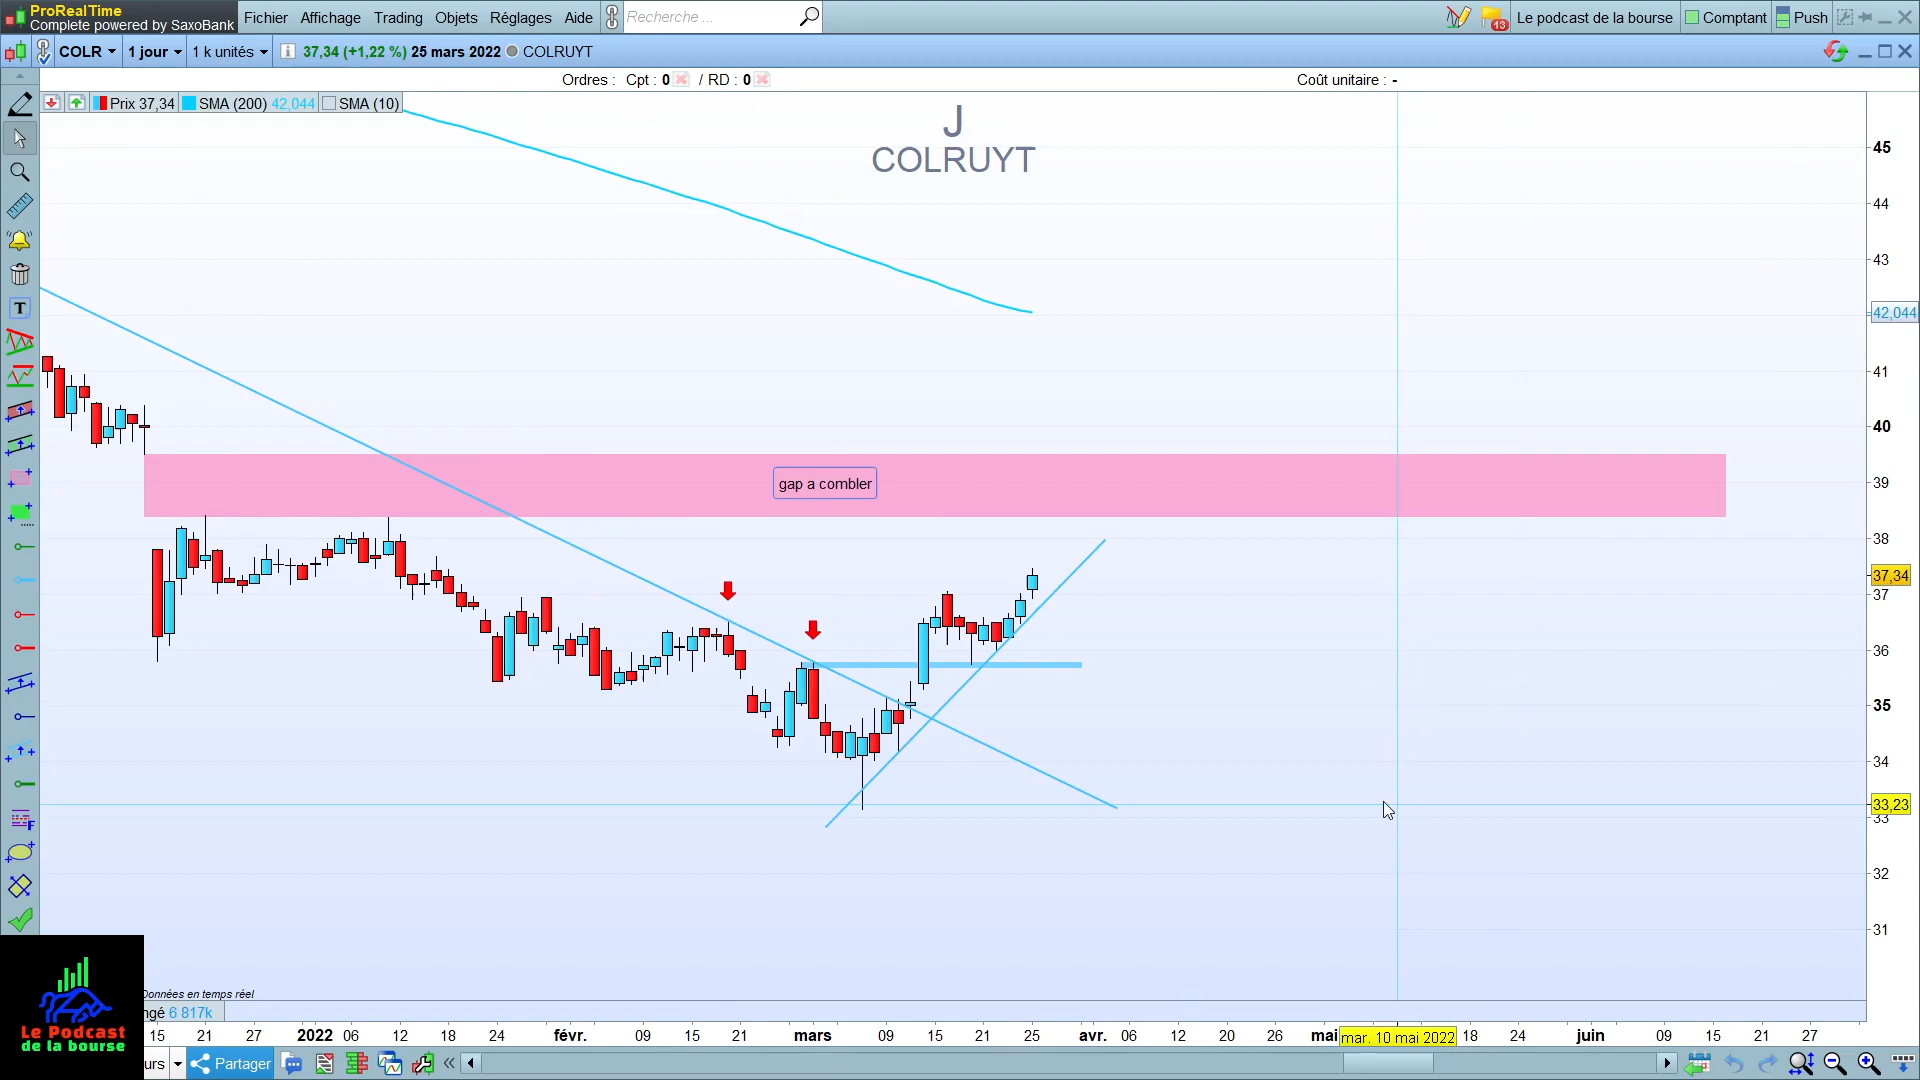 ProRealTime
Complete powered by SaxoBank
Fichier Affichage Trading Objets Réglages Aide
Recherche ...
13
Le podcast de la bourse
Comptant
Push
COLR
1 jour
1 k unités
37,34 (+1,22 %) 25 mars 2022 COLRUYT
Ordres : Cpt : 0 / RD : 0
Coût unitaire : -
Prix 37,34
SMA (200) 42,044
SMA (10)
J
COLRUYT
45
44
43
42,044
41
40
39
38
37,34
37
36
35
34
33,23
33
32
31
gap a combler
T
F
Données en temps réel
ngé 6 817k
15 21 27 2022 06 12 18 24 févr. 09 15 21 mars 09 15 21 25 avr. 06 12 20 26 mai mar. 10 mai 2022 18 24 juin 09 15 21 27
Le Podcast
de la bourse
urs
Partager